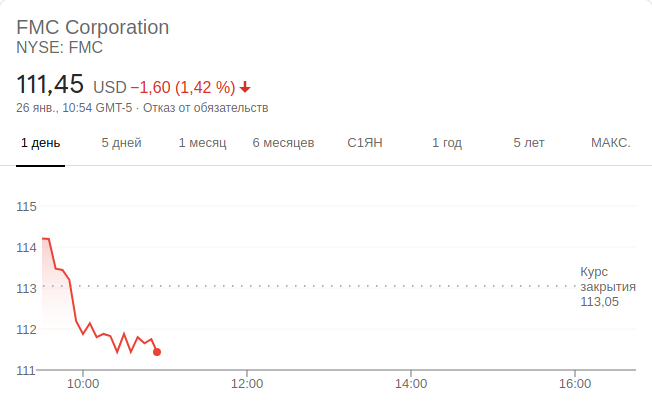 FMC Corporation
NYSE: FMC
111,45 USD −1,60 (1,42 %)
26 янв., 10:54 GMT-5 · Отказ от обязательств
1 день 5 дней 1 месяц 6 месяцев С1ЯН 1 год 5 лет МАКС.
115
114
Курс
113 закрытия
113,05
112
111
10:00 12:00 14:00 16:00